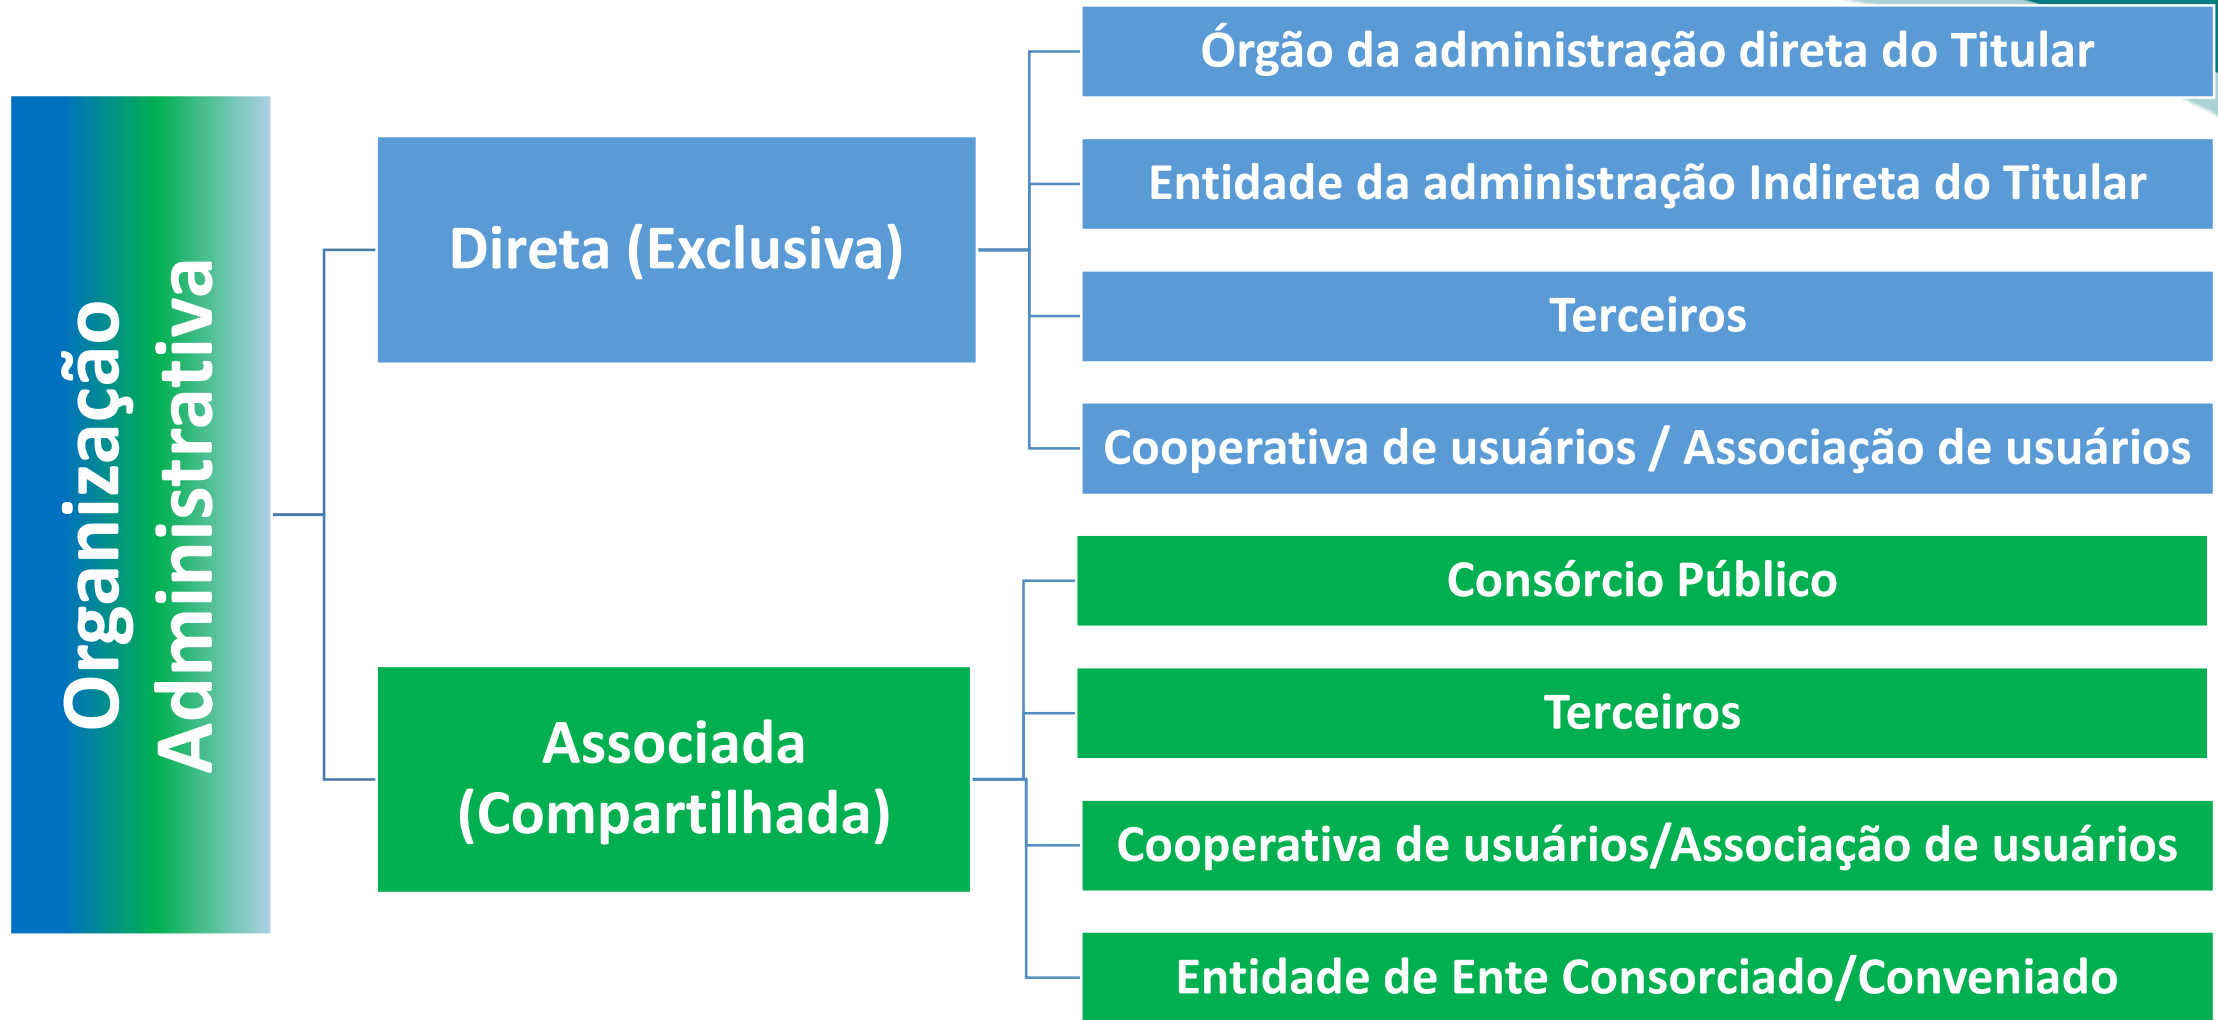 Organização
Administrativa
Direta (Exclusiva)
Órgão da administração direta do Titular
Entidade da administração Indireta do Titular
Terceiros
Cooperativa de usuários / Associação de usuários
Associada
(Compartilhada)
Consórcio Público
Terceiros
Cooperativa de usuários/Associação de usuários
Entidade de Ente Consorciado/Conveniado